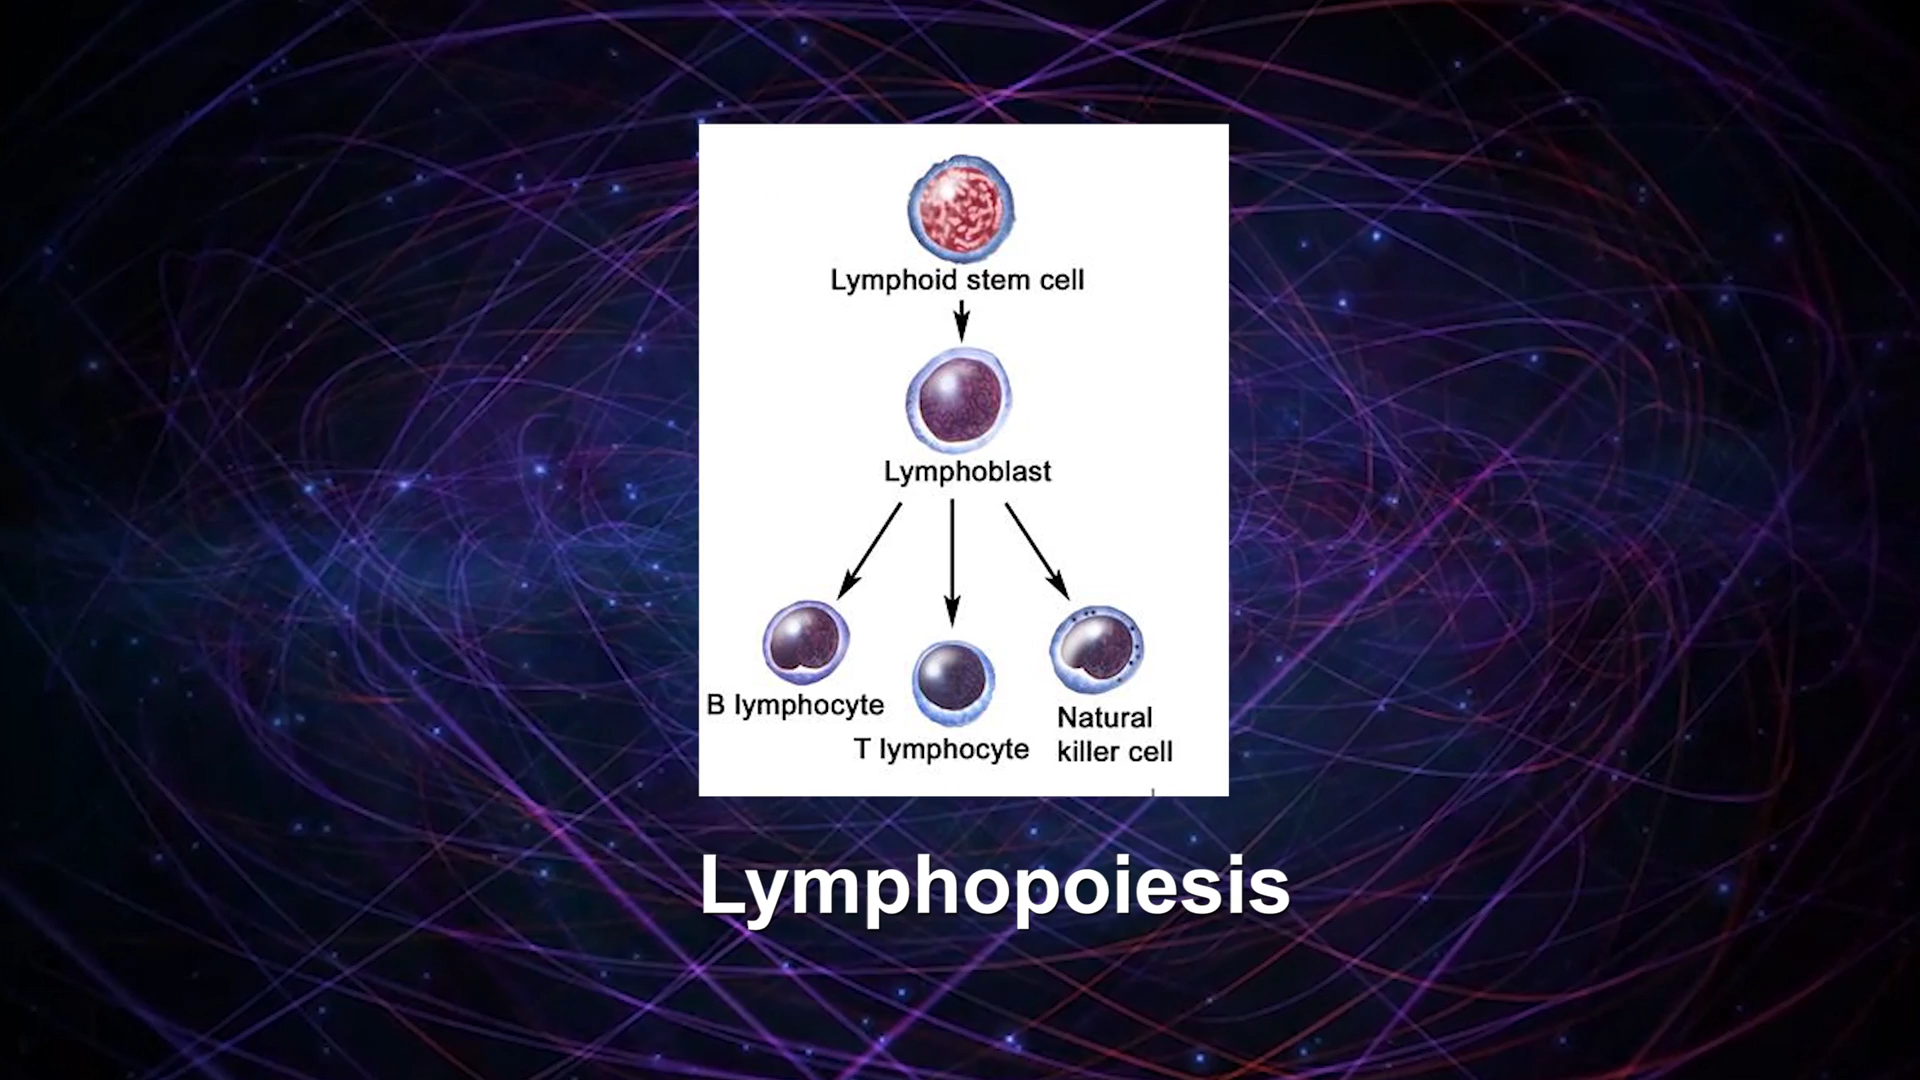 Lymphoid stem cell
Lymphoblast
B lymphocyte
T lymphocyte
Natural
killer cell
Lymphopoiesis